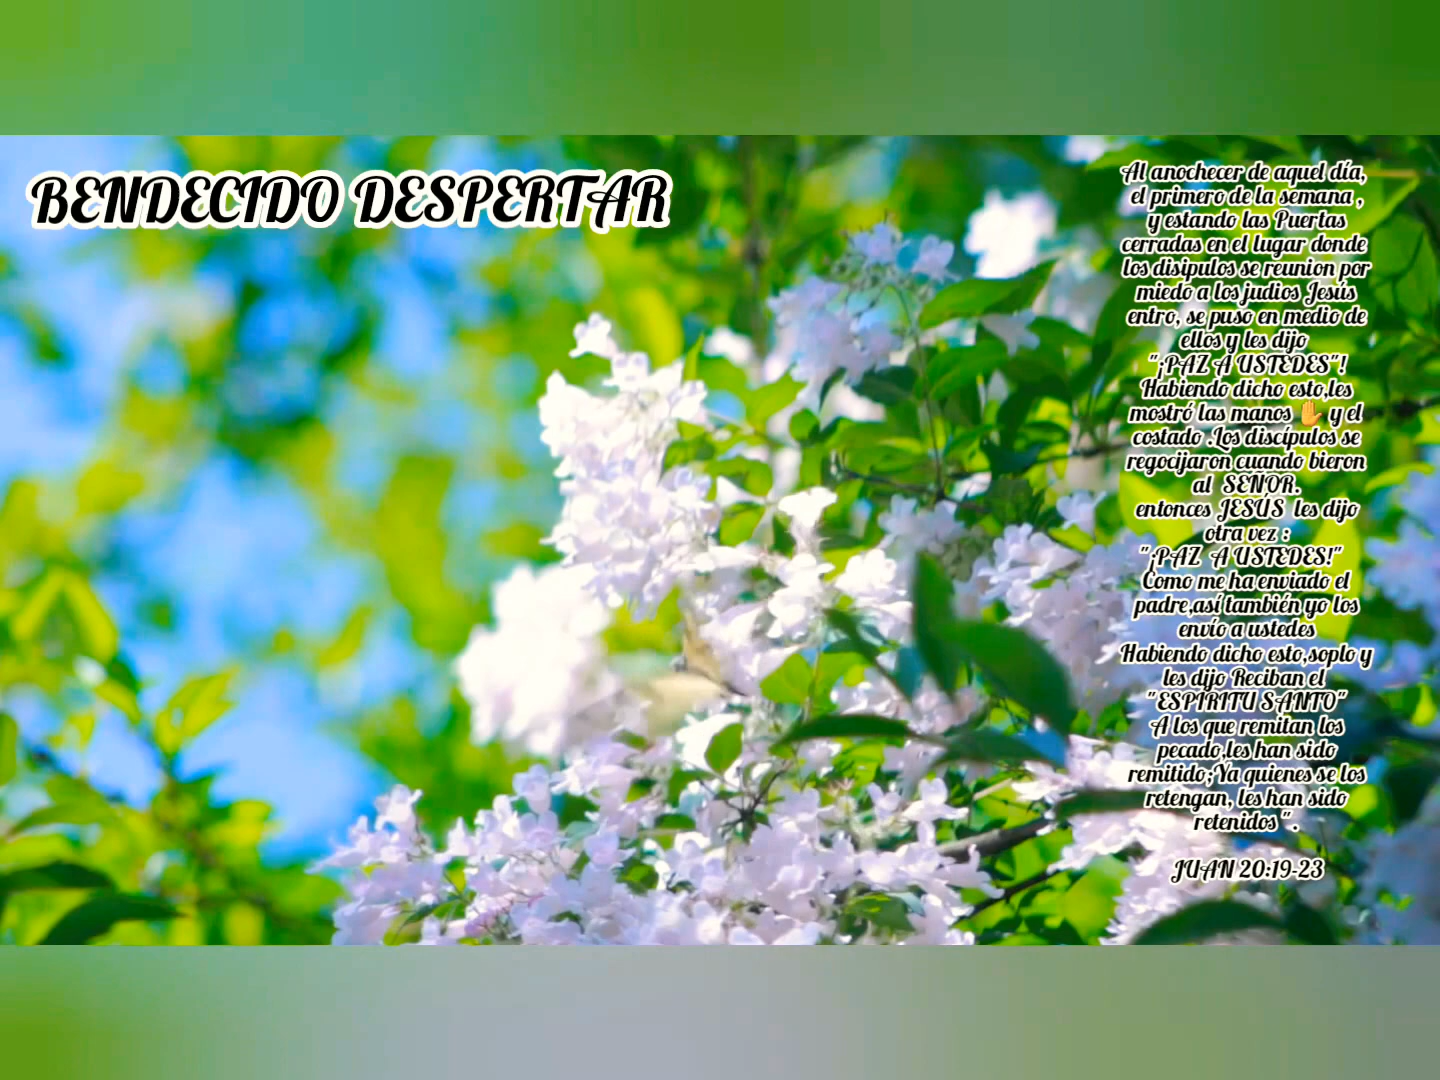 BENDECIDO DESPERTAR
Al anochecer de aquel día,
el primero de la semana ,
y estando las Puertas
cerradas en el lugar donde
los disipulos se reunion por
miedo a los judios Jesús
entro, se puso en medio de
ellos y les dijo
"¡PAZ A USTEDES"!
Habiendo dicho esto,les
mostró las manos ✋ y el
costado .Los discípulos se
regocijaron cuando bieron
al SEÑOR.
entonces JESÚS les dijo
otra vez :
"¡PAZ A USTEDES!"
Como me ha enviado el
padre,así también yo los
envío a ustedes
Habiendo dicho esto,soplo y
les dijo Reciban el
"ESPIRITU SANTO"
A los que remitan los
pecado,les han sido
remitido;Ya quienes se los
retengan, les han sido
retenidos ".
JUAN 20:19-23